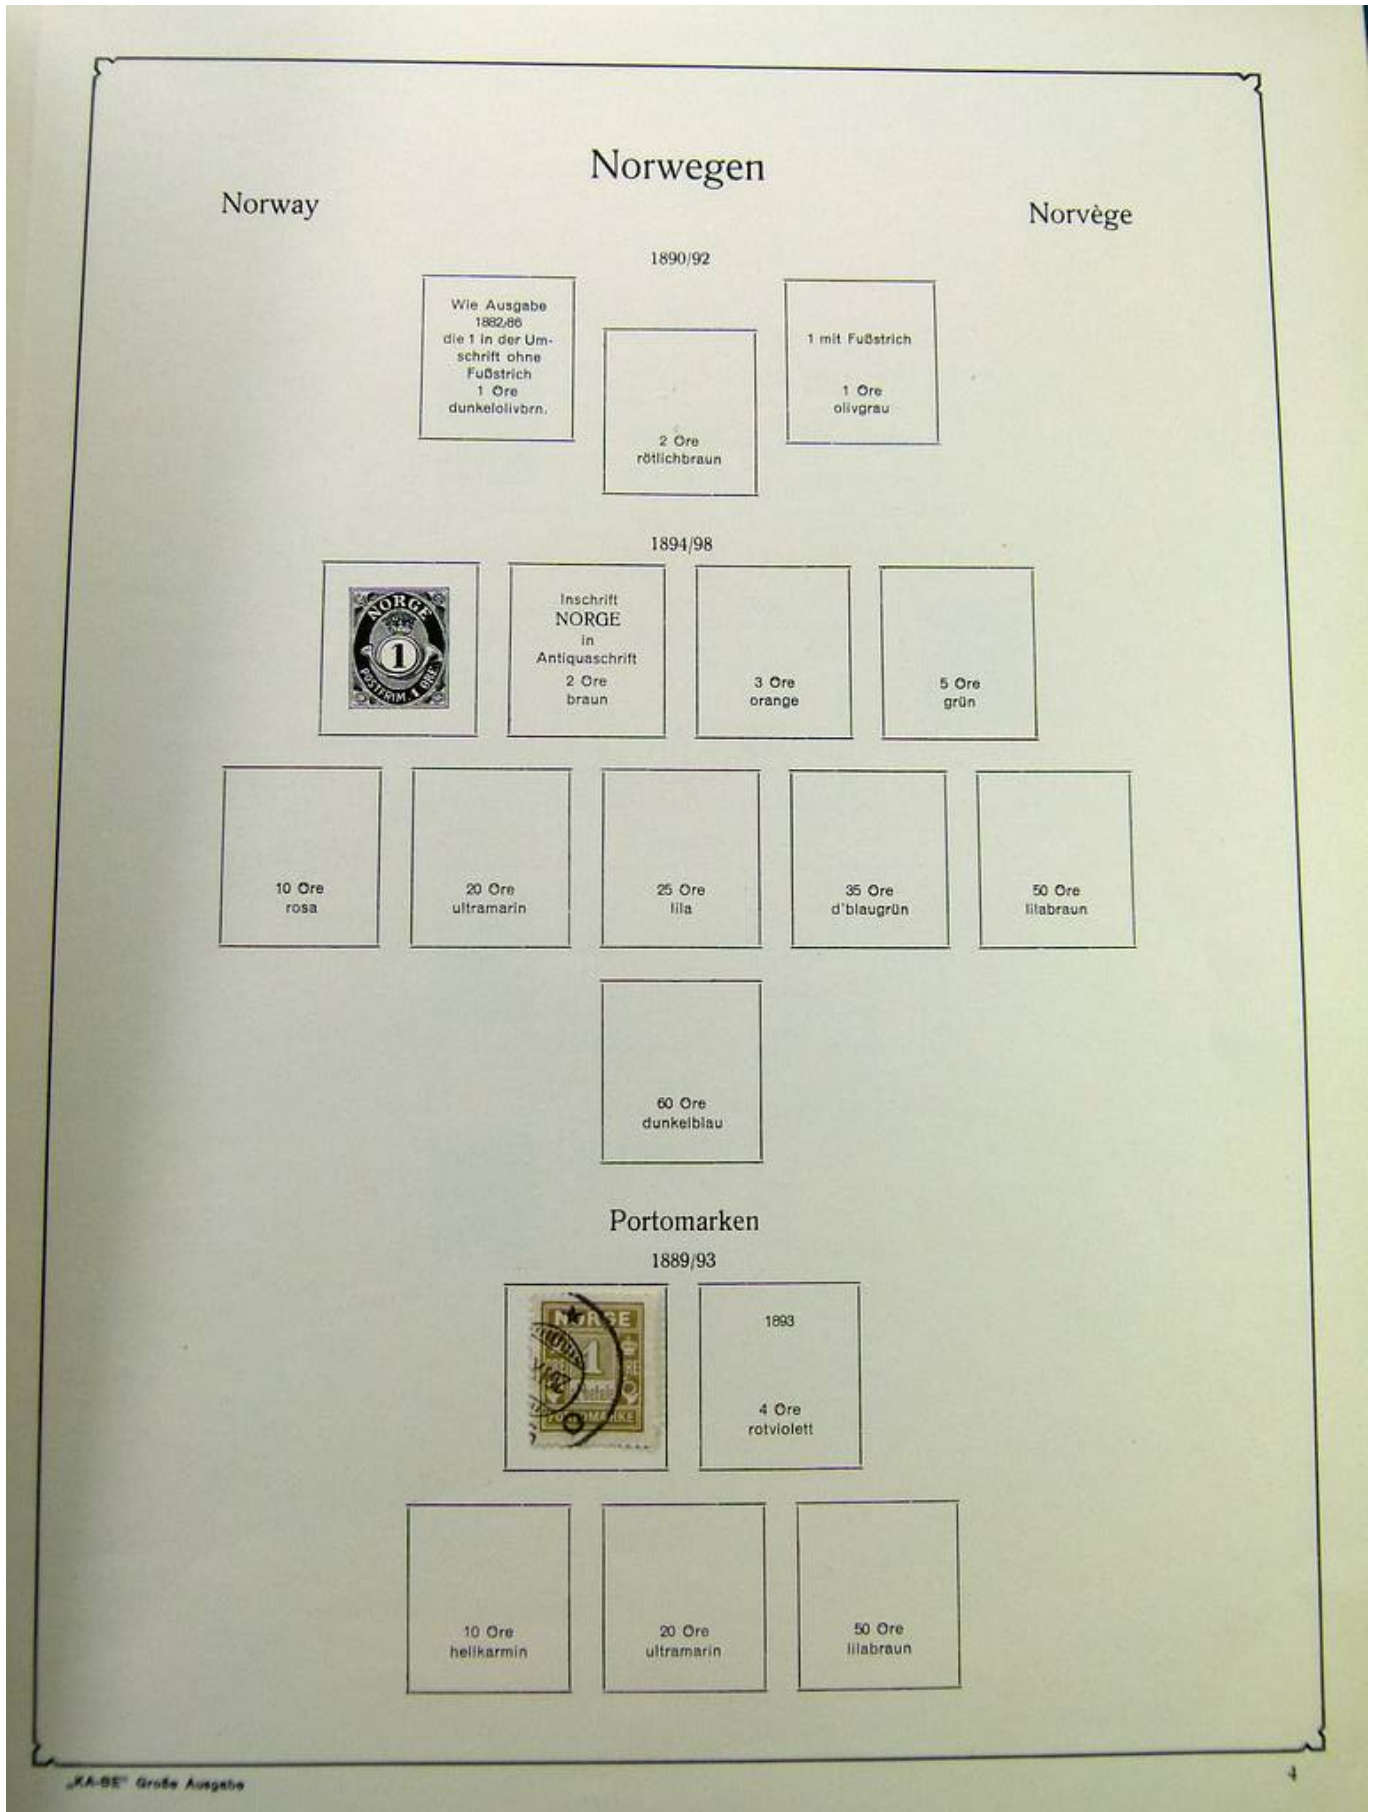 Norwegen
Norway
Norvège
1890/92
Wie Ausgabe
1882/86
die 1 in der Um-
schrift ohne
Fußstrich
1 Ore
dunkelolivbrn.
2 Ore
rötlichbraun
1 mit Fußstrich
1 Ore
olivgrau
1894/98
NORGE
1
POSTFRIM. 1 ØRE
Inschrift
NORGE
in
Antiquaschrift
2 Ore
braun
3 Ore
orange
5 Ore
grün
10 Ore
rosa
20 Ore
ultramarin
25 Ore
lila
35 Ore
d'blaugrün
50 Ore
lilabraun
60 Ore
dunkelblau
Portomarken
1889/93
NORGE
1
PORTOMARKE
1893
4 Ore
rotviolett
10 Ore
hellkarmin
20 Ore
ultramarin
50 Ore
lilabraun
„KA-BE" Große Ausgabe
4